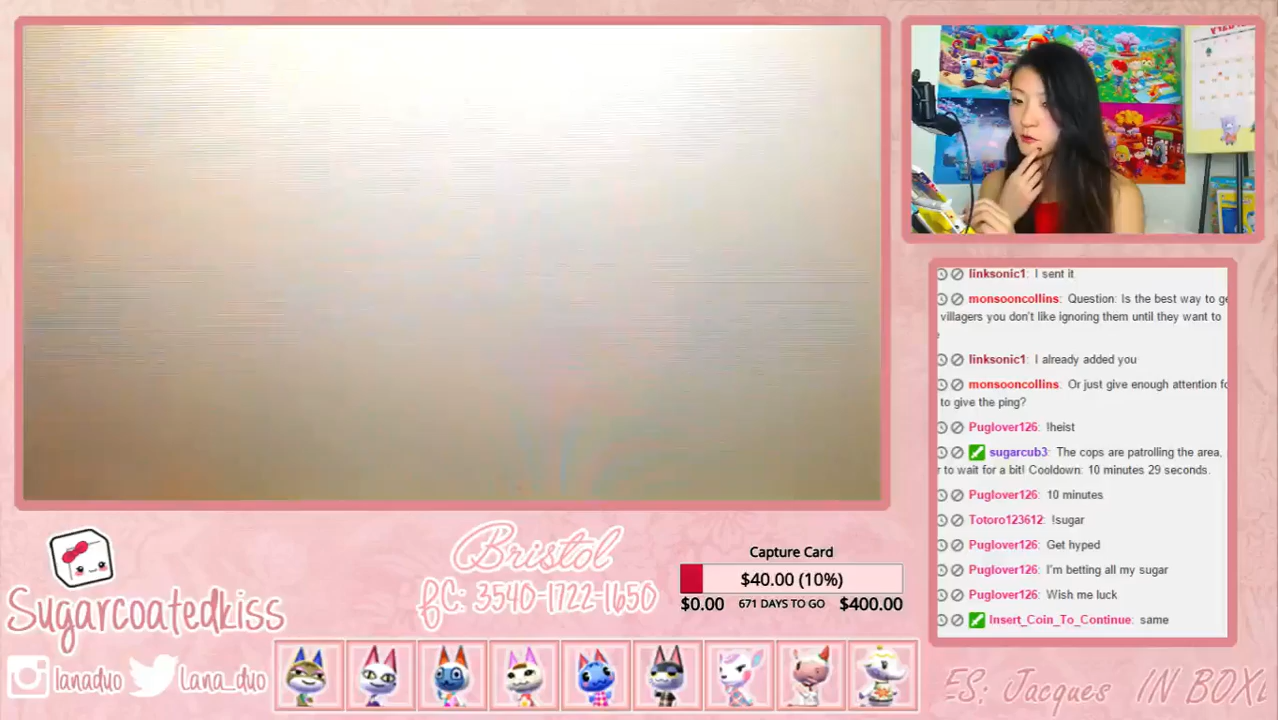 linksonic1: I sent it
monsooncollins: Question: Is the best way to ge
villagers you don't like ignoring them until they want to
e
linksonic1: I already added you
monsooncollins: Or just give enough attention fo
to give the ping?
Puglover126: !heist
sugarcub3: The cops are patrolling the area,
r to wait for a bit! Cooldown: 10 minutes 29 seconds.
Puglover126: 10 minutes
Totoro123612: !sugar
Puglover126: Get hyped
Puglover126: I'm betting all my sugar
Puglover126: Wish me luck
Insert_Coin_To_Continue: same
Bristol
FC: 3540-1722-1650
Capture Card
$40.00 (10%)
$0.00 671 DAYS TO GO $400.00
Sugarcoatedkiss
lanaduo Lana_duo
ES: Jacques IN BOX